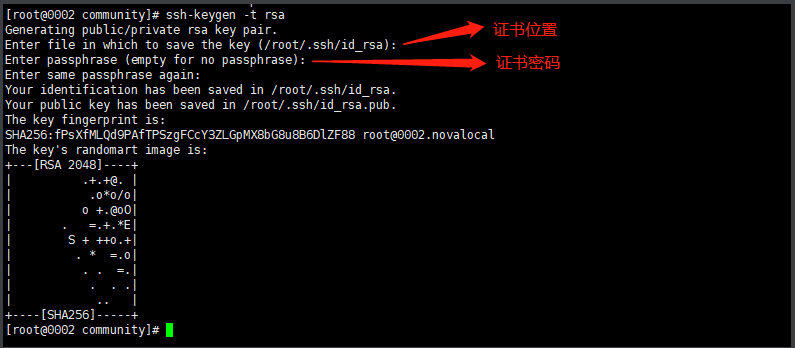 [root@0002 community]# ssh-keygen -t rsa
Generating public/private rsa key pair.
Enter file in which to save the key (/root/.ssh/id_rsa):
证书位置
Enter passphrase (empty for no passphrase):
证书密码
Enter same passphrase again:
Your identification has been saved in /root/.ssh/id_rsa.
Your public key has been saved in /root/.ssh/id_rsa.pub.
The key fingerprint is:
SHA256:fPsXfMLQd9PAfTPSzgFCcY3ZLGpMX8bG8u8B6DlZF88 root@0002.novalocal
The key's randomart image is:
+---[RSA 2048]----+
|          .+.+@. |
|           .o*o/o|
|          o +.@oO|
|       .   =.+.*E|
|        S + ++o.+|
|         . *  =.o|
|          . .  =.|
|           .  . .|
|            ..   |
+----[SHA256]-----+
[root@0002 community]#